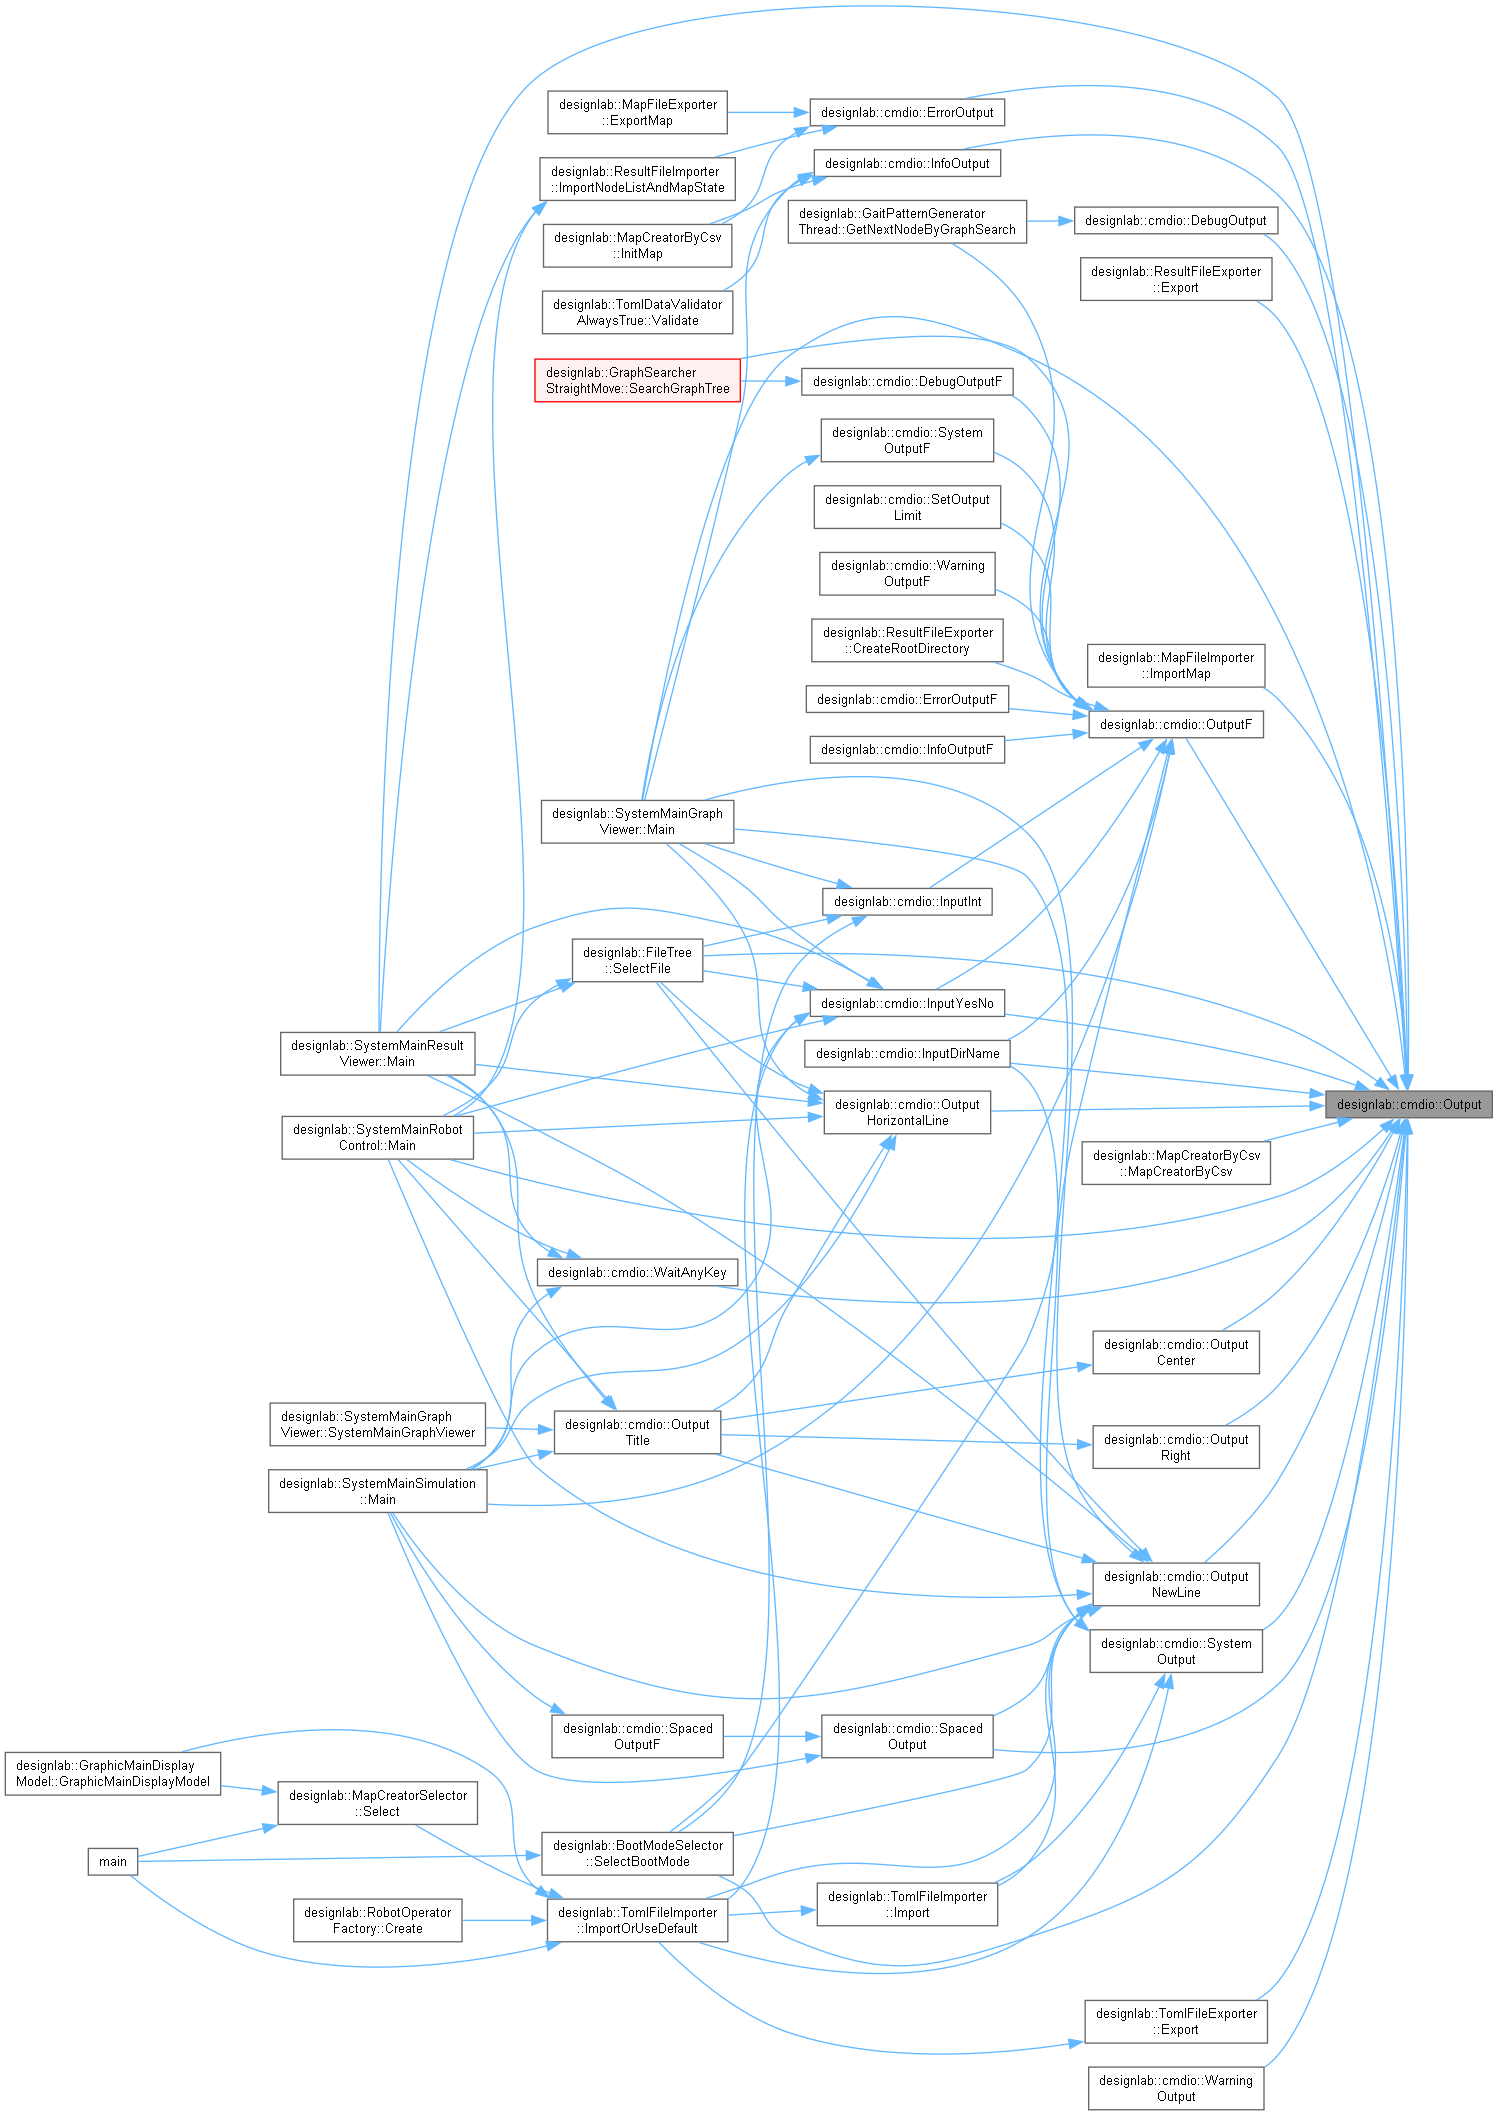 designlab::MapFileExporter
::ExportMap
designlab::cmdio::ErrorOutput
designlab::cmdio::InfoOutput
designlab::ResultFileImporter
::ImportNodeListAndMapState
designlab::GaitPatternGenerator
Thread::GetNextNodeByGraphSearch
designlab::cmdio::DebugOutput
designlab::MapCreatorByCsv
::InitMap
designlab::ResultFileExporter
::Export
designlab::TomlDataValidator
AlwaysTrue::Validate
designlab::GraphSearcher
StraightMove::SearchGraphTree
designlab::cmdio::DebugOutputF
designlab::cmdio::System
OutputF
designlab::cmdio::SetOutput
Limit
designlab::cmdio::Warning
OutputF
designlab::ResultFileExporter
::CreateRootDirectory
designlab::MapFileImporter
::ImportMap
designlab::cmdio::ErrorOutputF
designlab::cmdio::OutputF
designlab::cmdio::InfoOutputF
designlab::SystemMainGraph
Viewer::Main
designlab::cmdio::InputInt
designlab::FileTree
::SelectFile
designlab::cmdio::InputYesNo
designlab::SystemMainResult
Viewer::Main
designlab::cmdio::InputDirName
designlab::cmdio::Output
HorizontalLine
designlab::cmdio::Output
designlab::SystemMainRobot
Control::Main
designlab::MapCreatorByCsv
::MapCreatorByCsv
designlab::cmdio::WaitAnyKey
designlab::cmdio::Output
Center
designlab::SystemMainGraph
Viewer::SystemMainGraphViewer
designlab::cmdio::Output
Title
designlab::cmdio::Output
Right
designlab::SystemMainSimulation
::Main
designlab::cmdio::Output
NewLine
designlab::cmdio::System
Output
designlab::cmdio::Spaced
OutputF
designlab::cmdio::Spaced
Output
designlab::GraphicMainDisplay
Model::GraphicMainDisplayModel
designlab::MapCreatorSelector
::Select
main
designlab::BootModeSelector
::SelectBootMode
designlab::RobotOperator
Factory::Create
designlab::TomlFileImporter
::ImportOrUseDefault
designlab::TomlFileImporter
::Import
designlab::TomlFileExporter
::Export
designlab::cmdio::Warning
Output